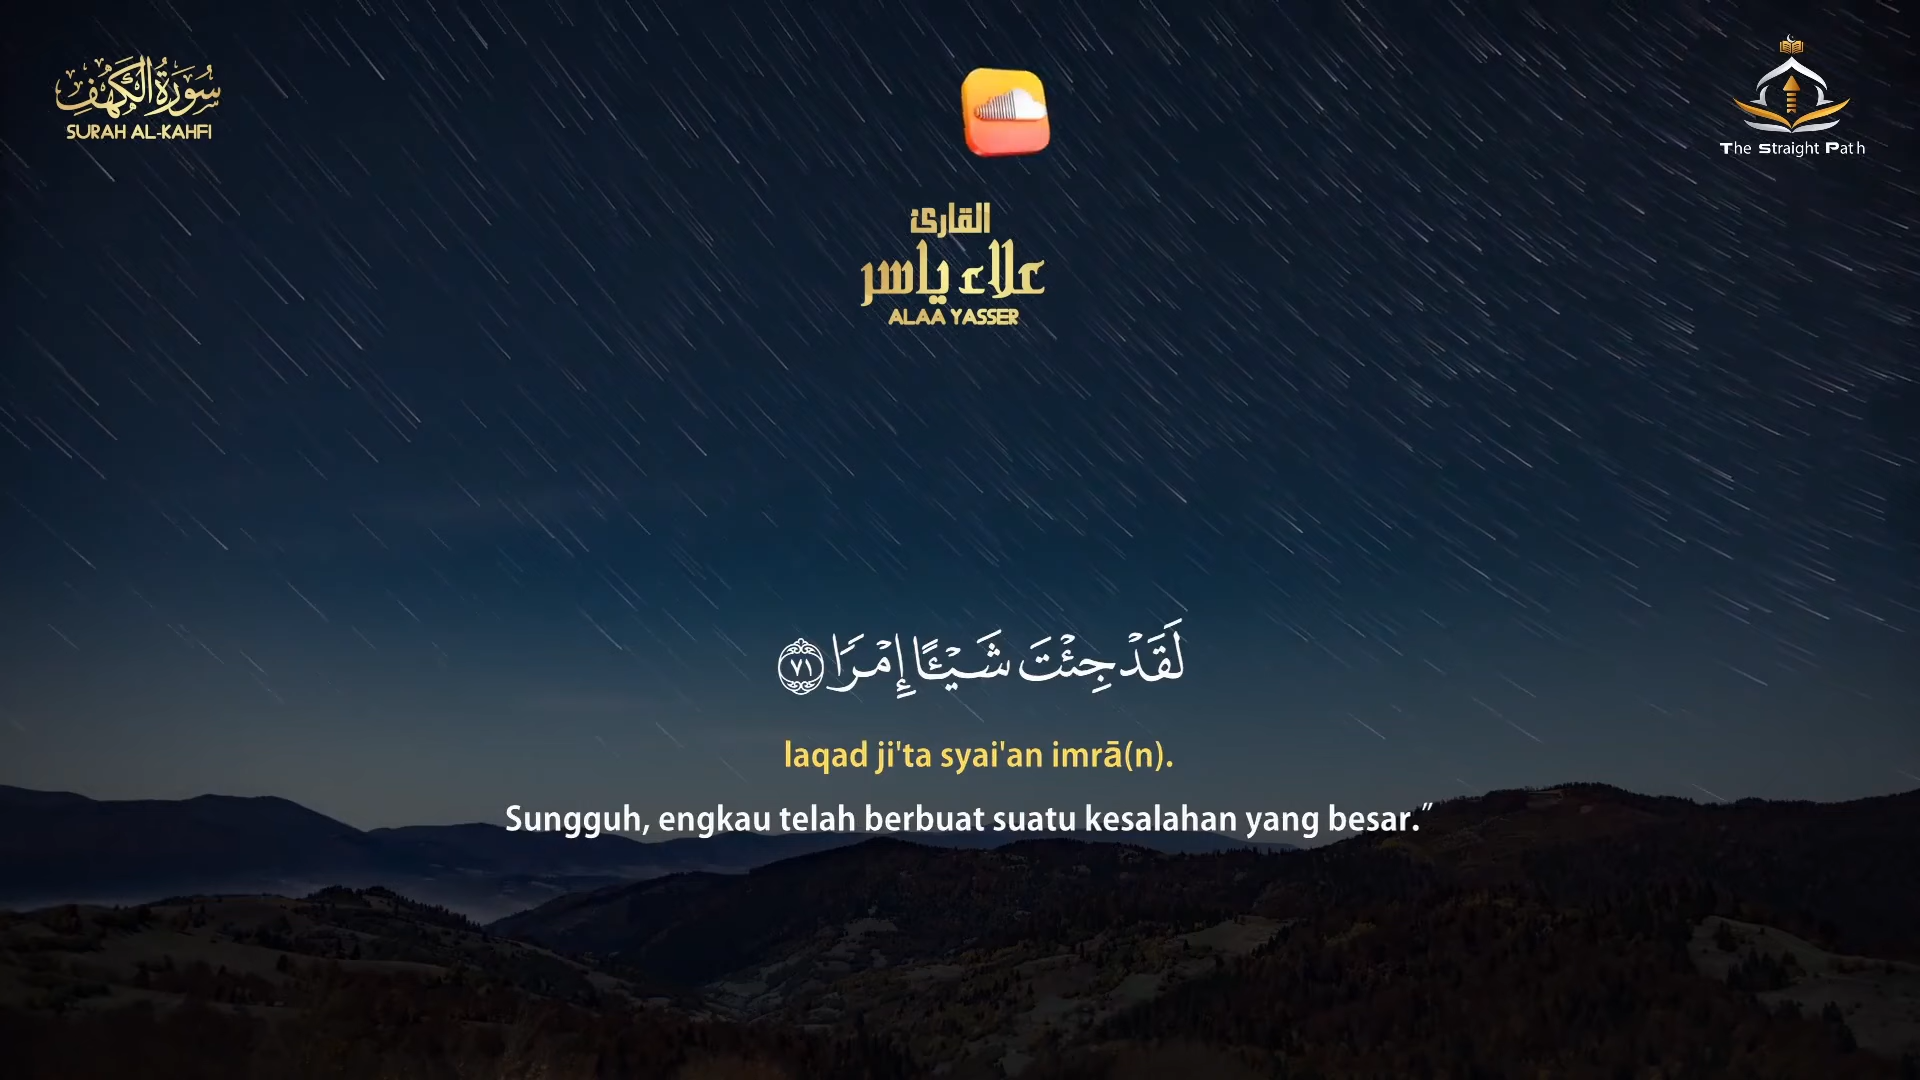 سُورَةُ الْكَهْفِ
SURAH AL-KAHFI
The Straight Path
القارئ
علاء ياسر
ALAA YASSER
لَقَدْ جِئْتَ شَيْـًٔا إِمْرًا ٧١
laqad ji'ta syai'an imrā(n).
Sungguh, engkau telah berbuat suatu kesalahan yang besar.”